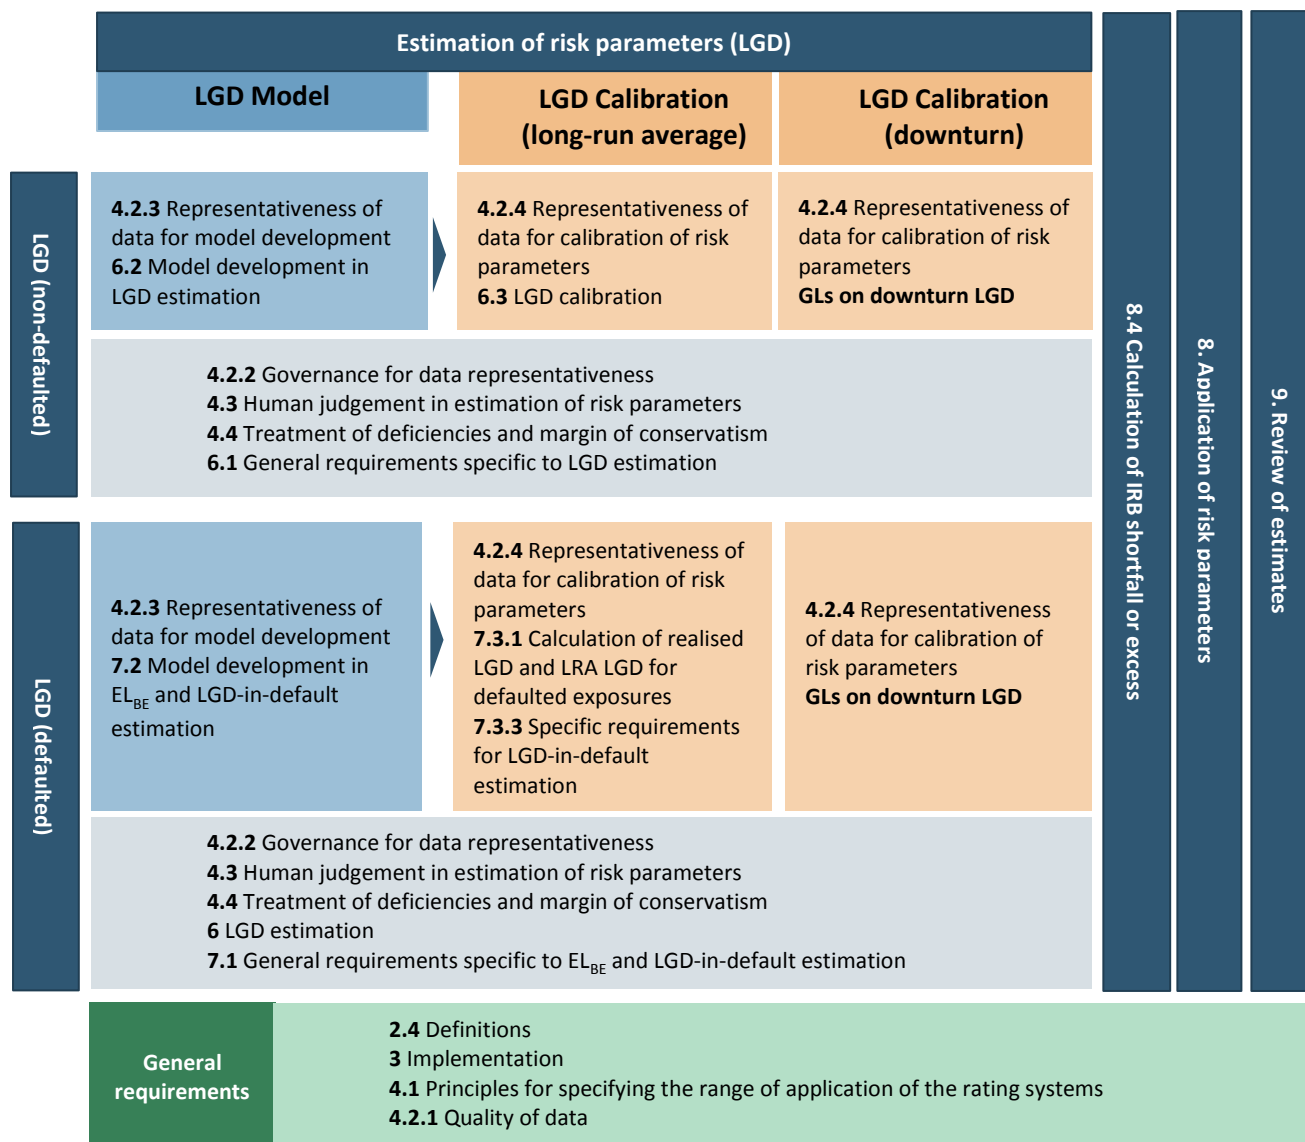 Estimation of risk parameters (LGD)
LGD Model
LGD Calibration
(long-run average)
LGD Calibration
(downturn)
LGD (non-defaulted)
4.2.3 Representativeness of
data for model development
6.2 Model development in
LGD estimation
4.2.4 Representativeness of
data for calibration of risk
parameters
6.3 LGD calibration
4.2.4 Representativeness of
data for calibration of risk
parameters
GLs on downturn LGD
4.2.2 Governance for data representativeness
4.3 Human judgement in estimation of risk parameters
4.4 Treatment of deficiencies and margin of conservatism
6.1 General requirements specific to LGD estimation
LGD (defaulted)
4.2.3 Representativeness of
data for model development
7.2 Model development in
ELBE and LGD-in-default
estimation
4.2.4 Representativeness of
data for calibration of risk
parameters
7.3.1 Calculation of realised
LGD and LRA LGD for
defaulted exposures
7.3.3 Specific requirements
for LGD-in-default
estimation
4.2.4 Representativeness
of data for calibration of
risk parameters
GLs on downturn LGD
4.2.2 Governance for data representativeness
4.3 Human judgement in estimation of risk parameters
4.4 Treatment of deficiencies and margin of conservatism
6 LGD estimation
7.1 General requirements specific to ELBE and LGD-in-default estimation
8.4 Calculation of IRB shortfall or excess
8. Application of risk parameters
9. Review of estimates
General
requirements
2.4 Definitions
3 Implementation
4.1 Principles for specifying the range of application of the rating systems
4.2.1 Quality of data